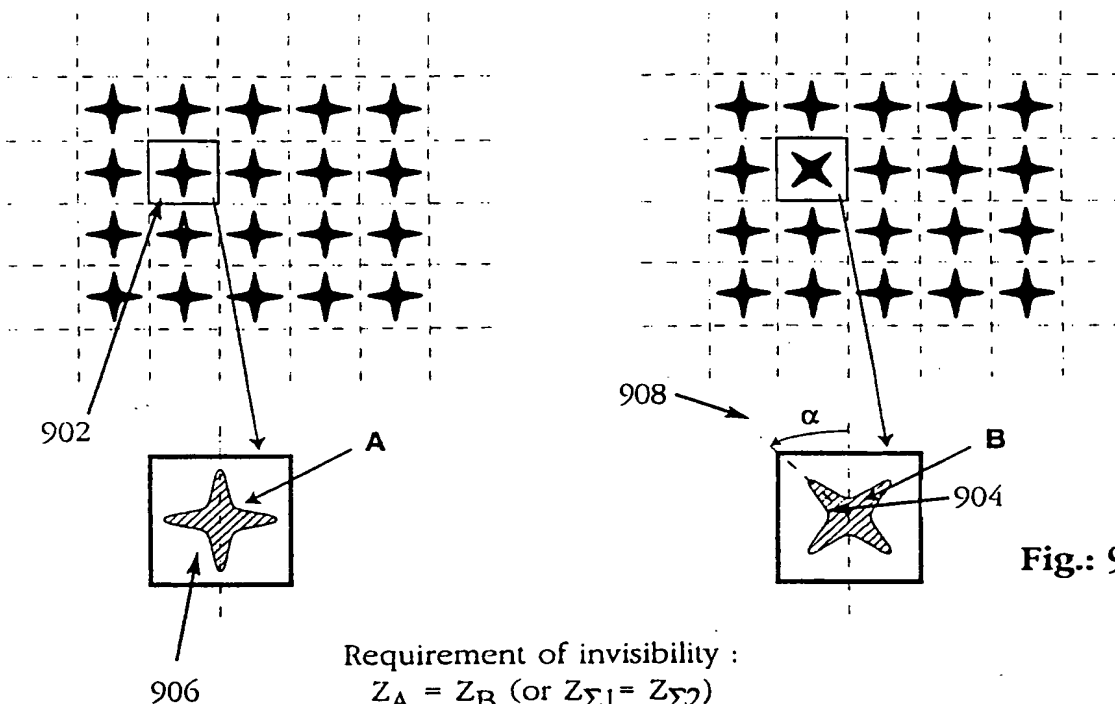 902
908
α
A
B
904
Fig.: 9
906
Requirement of invisibility :
Z_A = Z_B (or Z_Σ1 = Z_Σ2)